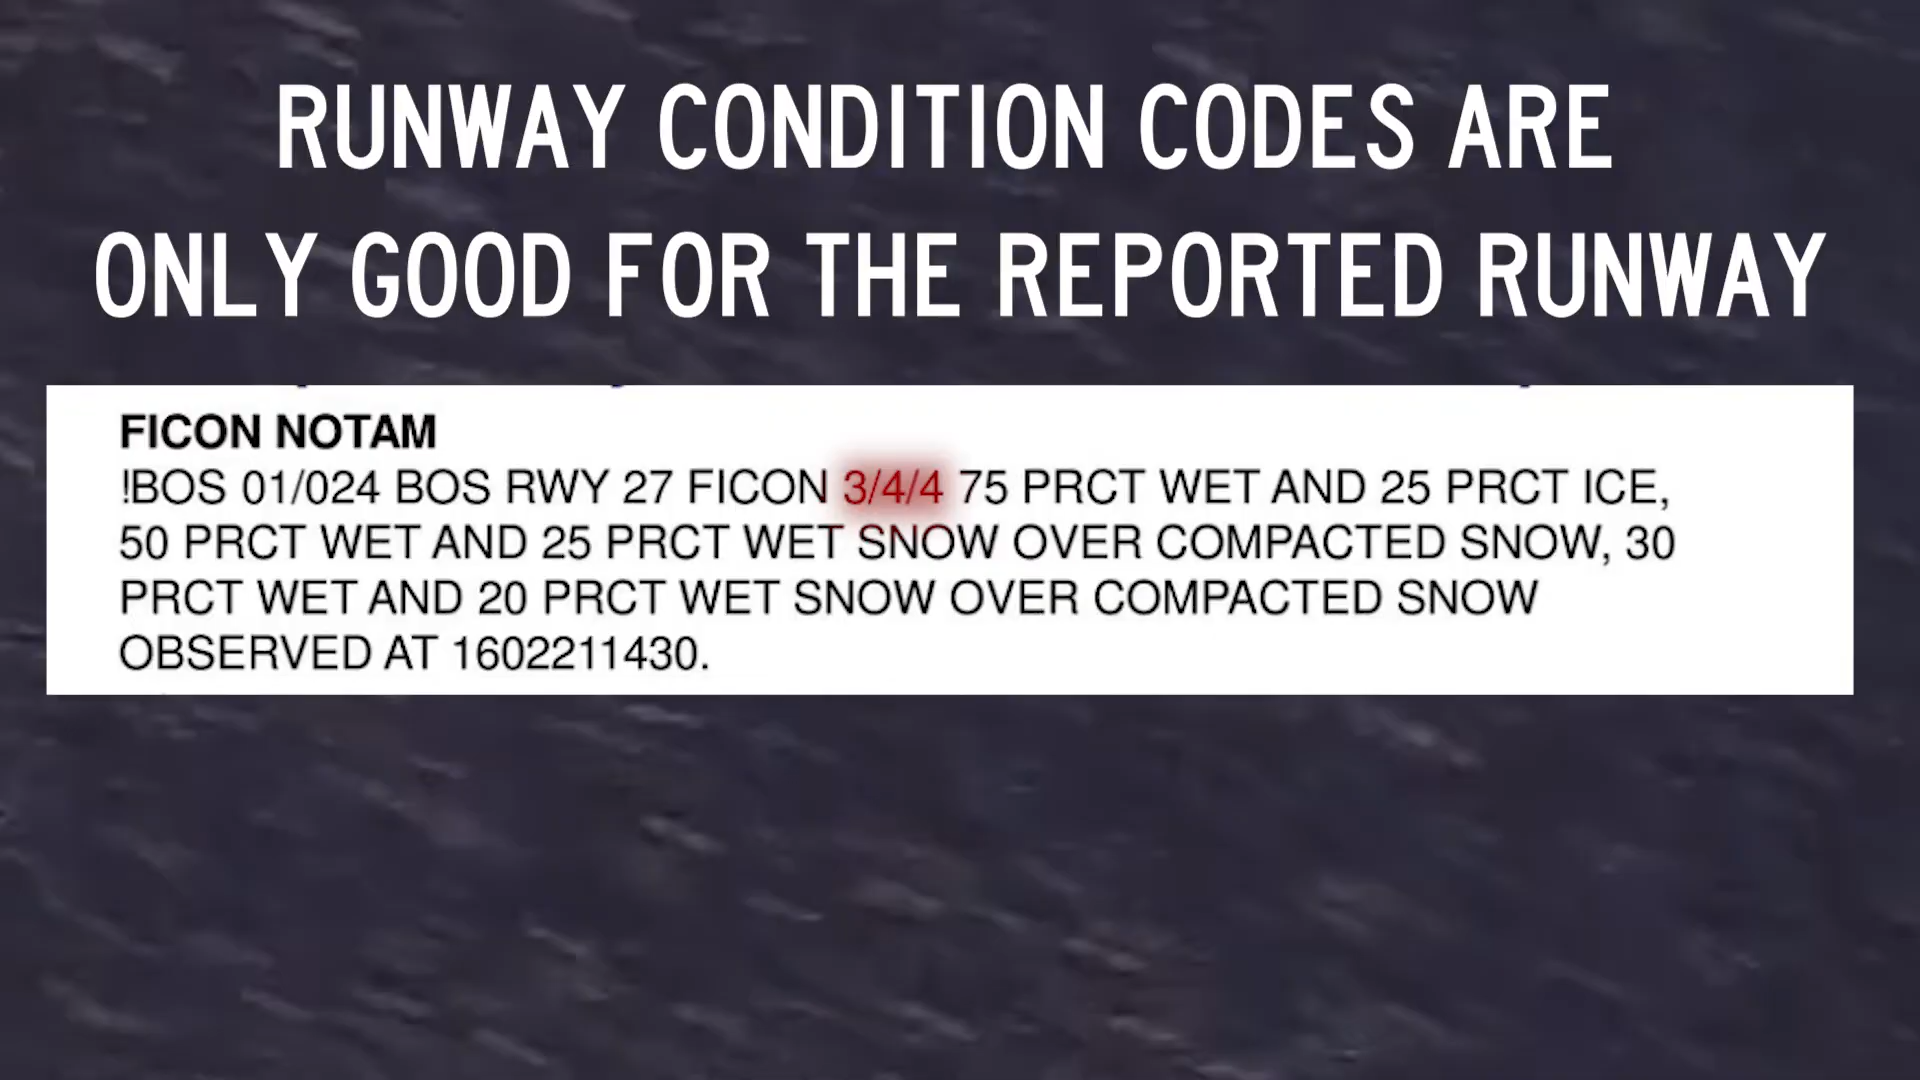 RUNWAY CONDITION CODES ARE
ONLY GOOD FOR THE REPORTED RUNWAY
FICON NOTAM
!BOS 01/024 BOS RWY 27 FICON 3/4/4 75 PRCT WET AND 25 PRCT ICE,
50 PRCT WET AND 25 PRCT WET SNOW OVER COMPACTED SNOW, 30
PRCT WET AND 20 PRCT WET SNOW OVER COMPACTED SNOW
OBSERVED AT 1602211430.